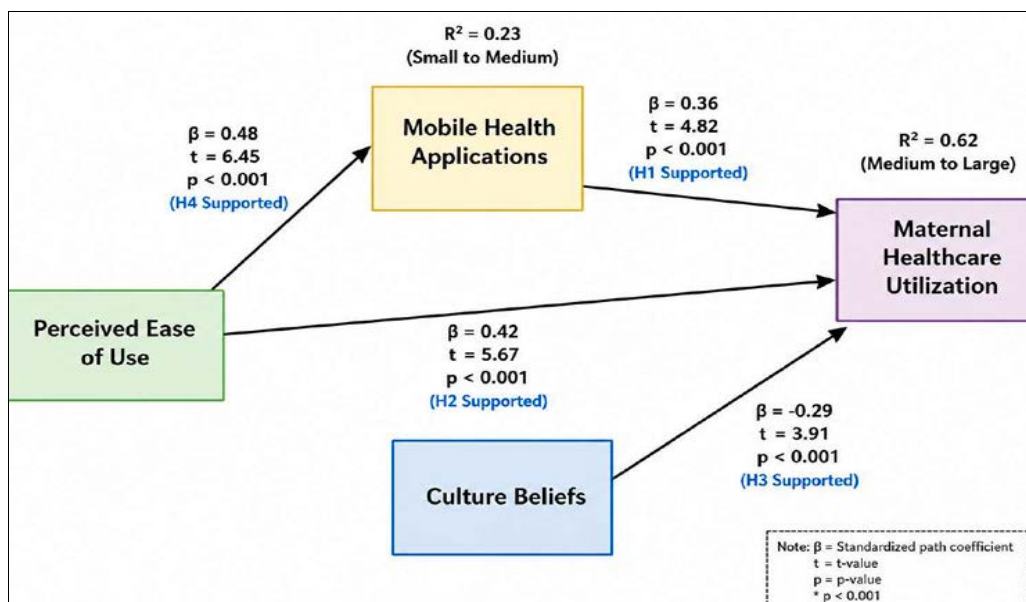 R² = 0.23
(Small to Medium)
Mobile Health
Applications
β = 0.48
t = 6.45
p < 0.001
(H4 Supported)
β = 0.36
t = 4.82
p < 0.001
(H1 Supported)
R² = 0.62
(Medium to Large)
Maternal
Healthcare
Utilization
Perceived Ease
of Use
β = 0.42
t = 5.67
p < 0.001
(H2 Supported)
β = -0.29
t = 3.91
p < 0.001
(H3 Supported)
Culture Beliefs
Note: β = Standardized path coefficient
t = t-value
p = p-value
* p < 0.001